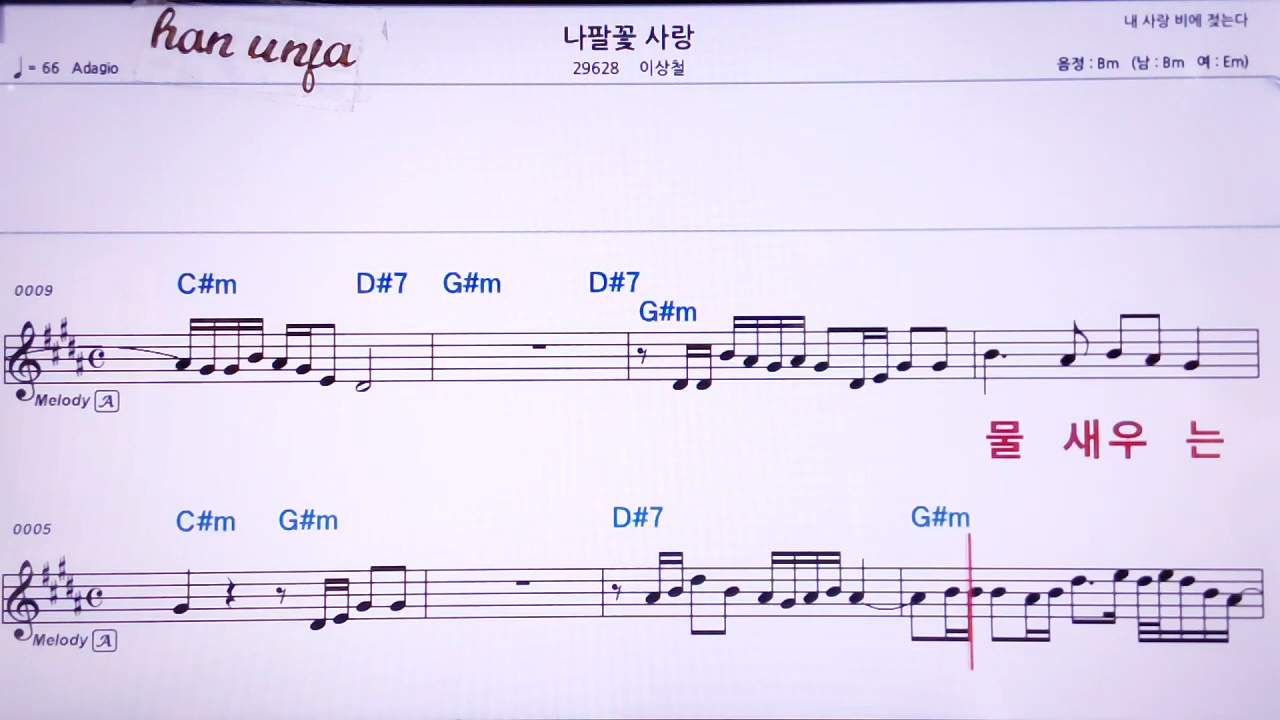 han unfa
나팔꽃 사랑
내 사랑 비에 젖는다
♩= 66 Adagio
29628 이상철
음정 : Bm (남 : Bm 여 : Em)
0009
C#m D#7 G#m D#7
G#m
Melody A
물 새우 는
0005
C#m G#m D#7 G#m
Melody A